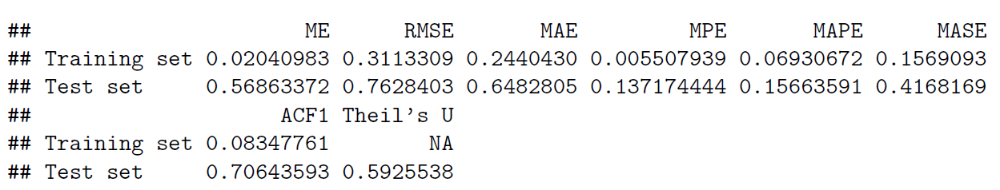 ## ME RMSE MAE MPE MAPE MASE
## Training set 0.02040983 0.3113309 0.2440430 0.005507939 0.06930672 0.1569093
## Test set 0.56863372 0.7628403 0.6482805 0.137174444 0.15663591 0.4168169
## ACF1 Theil's U
## Training set 0.08347761 NA
## Test set 0.70643593 0.5925538